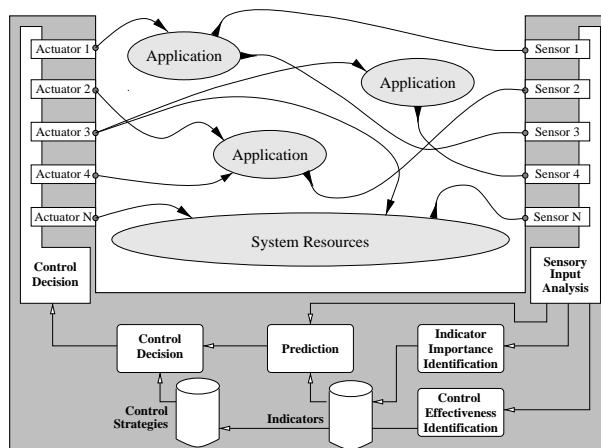 Actuator 1
Actuator 2
Actuator 3
Actuator 4
Actuator N
Application
Application
Application
System Resources
Sensor 1
Sensor 2
Sensor 3
Sensor 4
Sensor N
Control
Decision
Sensory
Input
Analysis
Control
Decision
Prediction
Indicator
Importance
Identification
Control
Strategies
Indicators
Control
Effectiveness
Identification